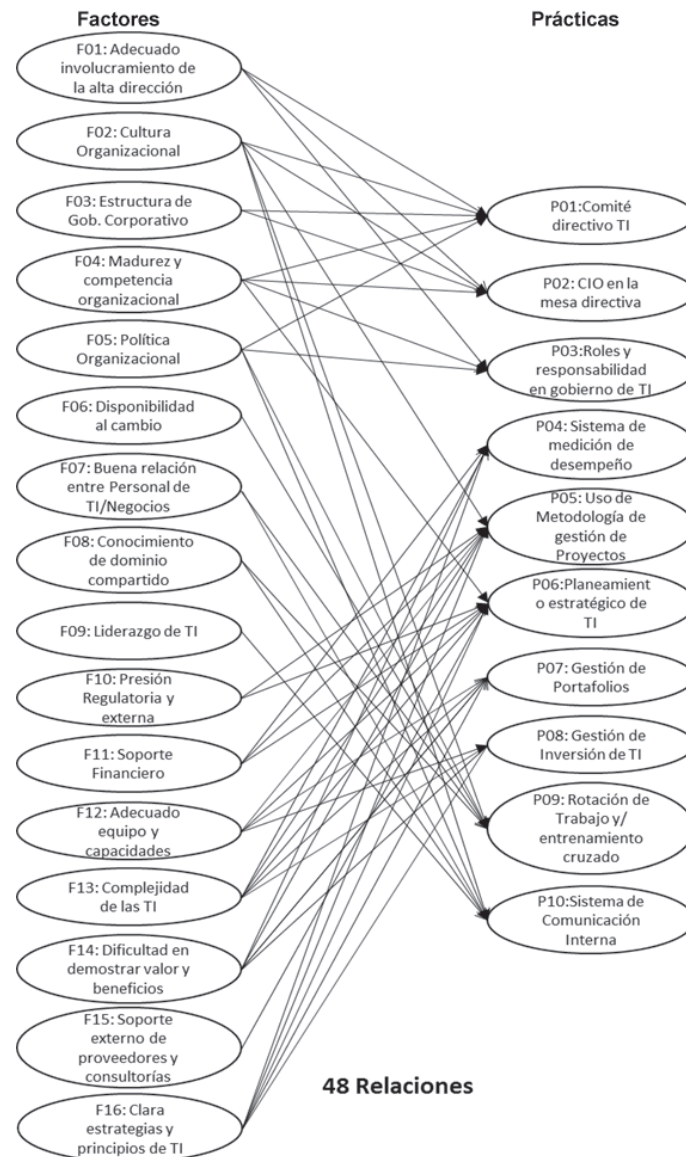 Factores
Prácticas
F01: Adecuado
involucramiento de
la alta dirección
F02: Cultura
Organizacional
F03: Estructura de
Gob. Corporativo
F04: Madurez y
competencia
organizacional
F05: Política
Organizacional
F06: Disponibilidad
al cambio
F07: Buena relación
entre Personal de
TI/Negocios
F08: Conocimiento
de dominio
compartido
F09: Liderazgo de TI
F10: Presión
Regulatoria y
externa
F11: Soporte
Financiero
F12: Adecuado
equipo y
capacidades
F13: Complejidad
de las TI
F14: Dificultad en
demostrar valor y
beneficios
F15: Soporte
externo de
proveedores y
consultorías
F16: Clara
estrategias y
principios de TI
P01:Comité
directivo TI
P02: CIO en la
mesa directiva
P03:Roles y
responsabilidad
en gobierno de TI
P04: Sistema de
medición de
desempeño
P05: Uso de
Metodología de
gestión de
Proyectos
P06:Planeamient
o estratégico de
TI
P07: Gestión de
Portafolios
P08: Gestión de
Inversión de TI
P09: Rotación de
Trabajo y/
entrenamiento
cruzado
P10:Sistema de
Comunicación
Interna
48 Relaciones